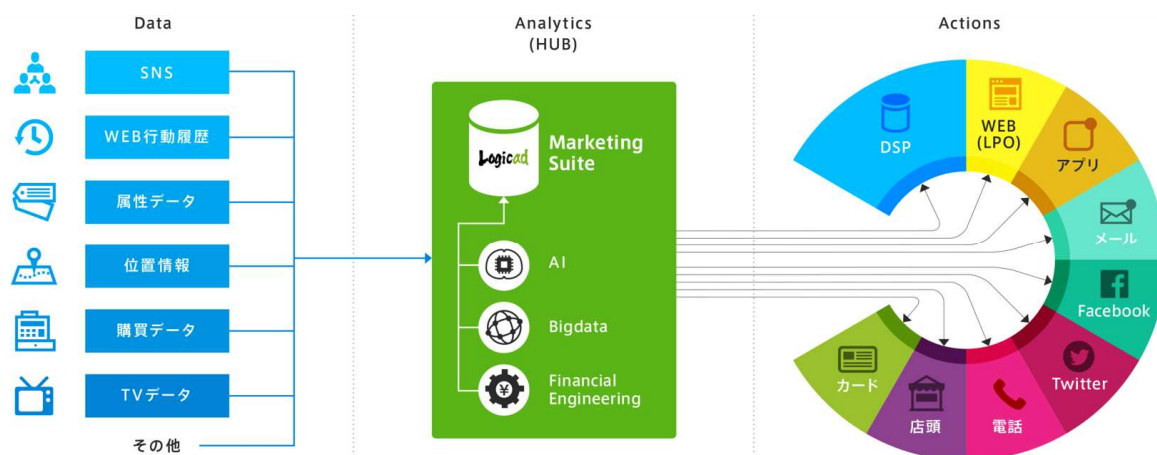 Data
SNS
WEB行動履歴
属性データ
位置情報
購買データ
TVデータ
その他
Analytics
(HUB)
Logicad
Marketing
Suite
AI
Bigdata
¥
Financial
Engineering
Actions
DSP
WEB
(LPO)
アプリ
メール
Facebook
Twitter
電話
店頭
カード